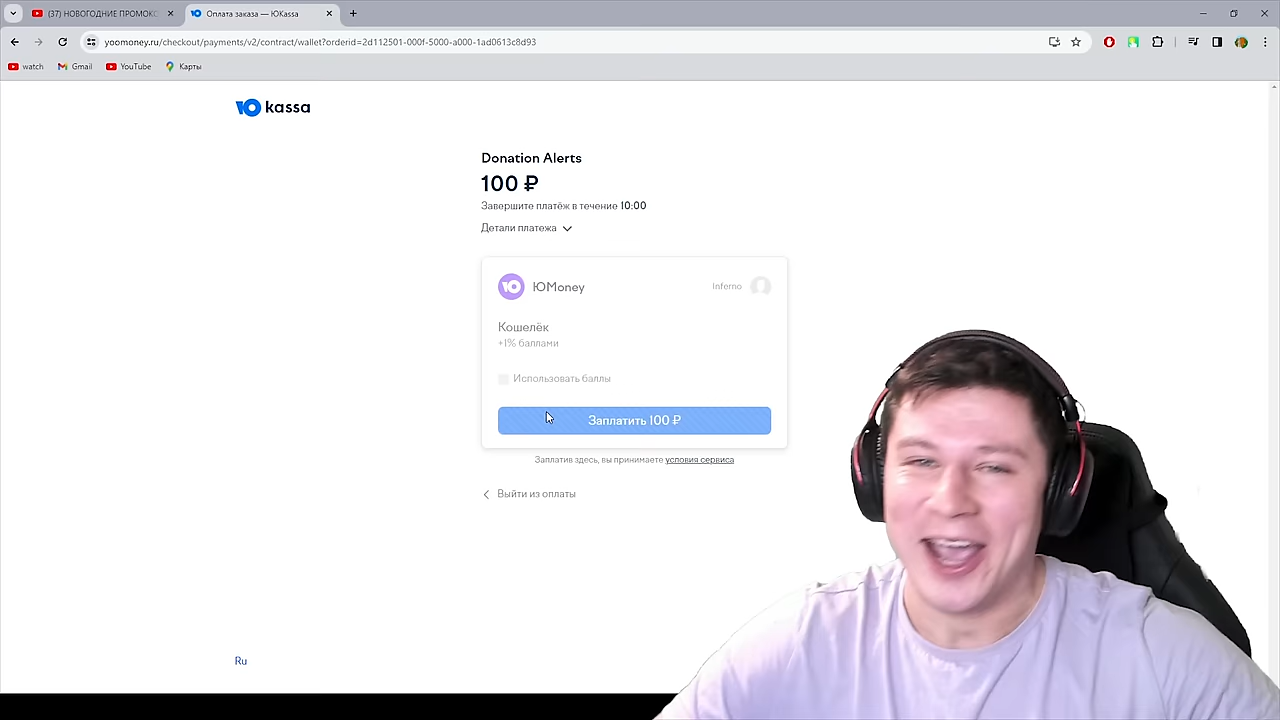 (37) НОВОГОДНИЕ ПРОМОКО
Оплата заказа — ЮКасса
yoomoney.ru/checkout/payments/v2/contract/wallet?orderid=2d112501-000f-5000-a000-1ad0613c8d93
watch
Gmail
YouTube
Карты
Ю kassa
Donation Alerts
100 ₽
Завершите платёж в течение 10:00
Детали платежа
Ю ЮMoney
Inferno
Кошелёк
+1% баллами
Использовать баллы
Заплатить 100 ₽
Заплатив здесь, вы принимаете условия сервиса
Выйти из оплаты
Ru